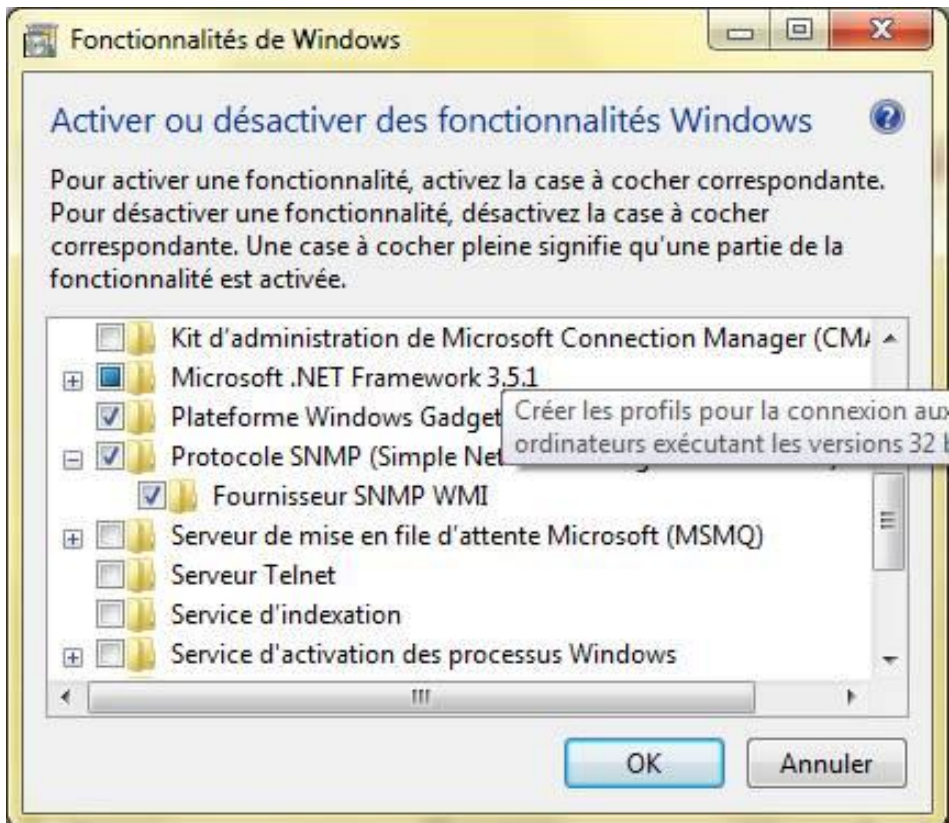 Fonctionnalités de Windows
Activer ou désactiver des fonctionnalités Windows
Pour activer une fonctionnalité, activez la case à cocher correspondante.
Pour désactiver une fonctionnalité, désactivez la case à cocher
correspondante. Une case à cocher pleine signifie qu'une partie de la
fonctionnalité est activée.
Kit d'administration de Microsoft Connection Manager
Microsoft .NET Framework 3.5.1
Plateforme Windows Gadget
Créer les profils pour la connexion aux
ordinateurs exécutant les versions 32
Protocole SNMP (Simple
Fournisseur SNMP WMI
Serveur de mise en file d'attente Microsoft (MSMQ)
Serveur Telnet
Service d'indexation
Service d'activation des processus Windows
OK
Annuler